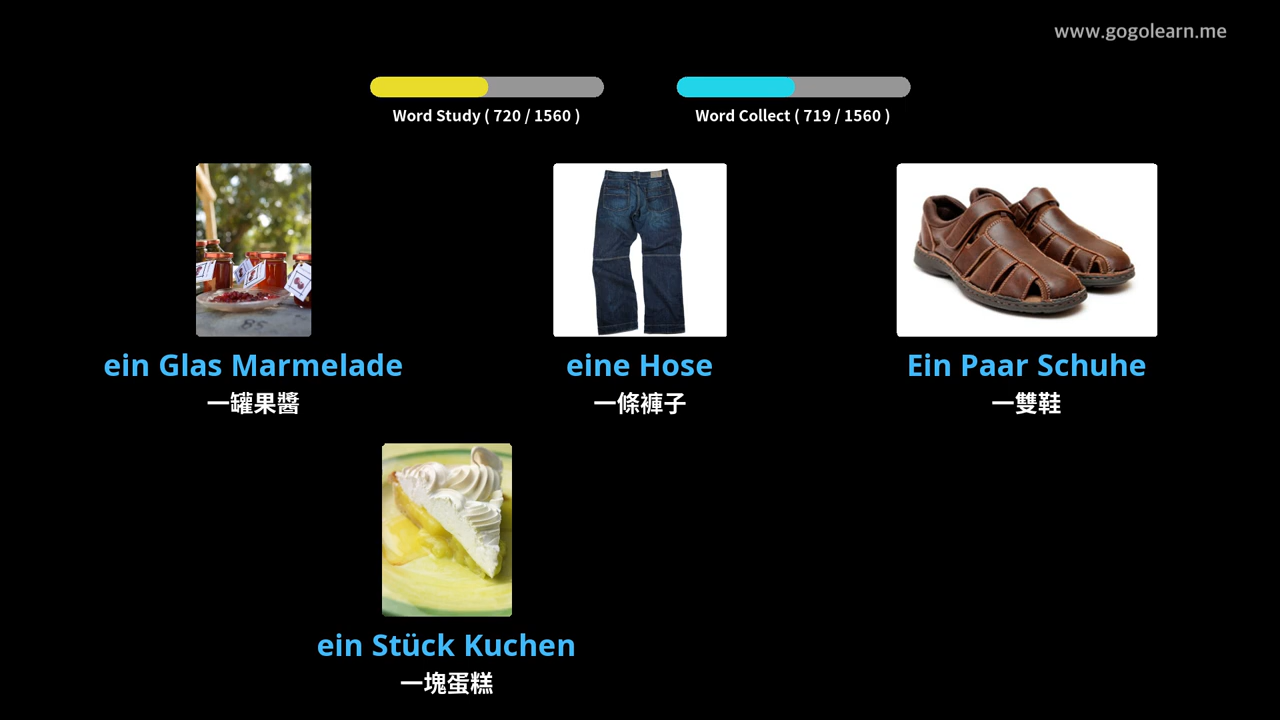 www.gogolearn.me
Word Study ( 720 / 1560 )
Word Collect ( 719 / 1560 )
ein Glas Marmelade
eine Hose
Ein Paar Schuhe
一罐果醬
一條褲子
一雙鞋
ein Stück Kuchen
一塊蛋糕